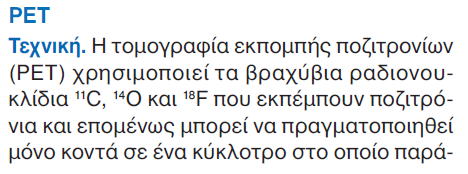 PET
Τεχνική. Η τομογραφία εκπομπής ποζιτρονίων
(PET) χρησιμοποιεί τα βραχύβια ραδιονου-
κλίδια ¹¹C, ¹⁴O και ¹⁸F που εκπέμπουν ποζιτρό-
νια και επομένως μπορεί να πραγματοποιηθεί
μόνο κοντά σε ένα κύκλοτρο στο οποίο παρά-